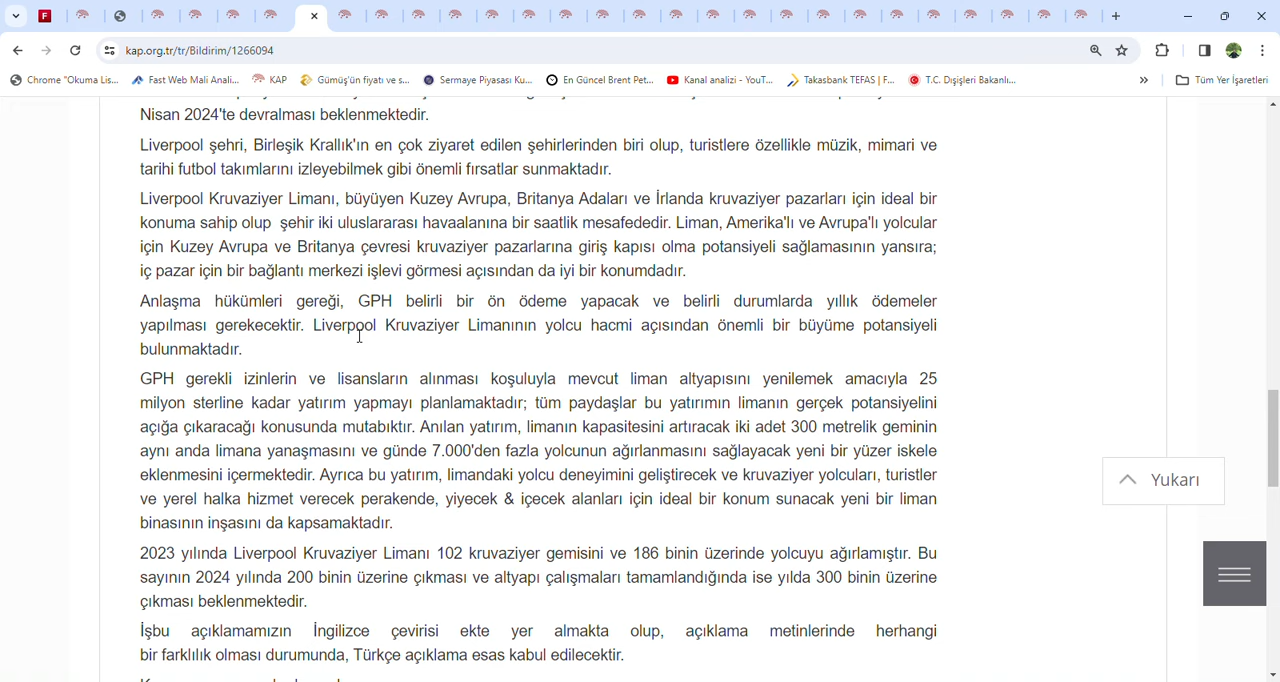 kap.org.tr/tr/Bildirim/1266094
Chrome "Okuma Lis...
Fast Web Mali Anali...
KAP
Gümüş'ün fiyatı ve s...
Sermaye Piyasası Ku...
En Güncel Brent Pet...
Kanal analizi - YouT...
Takasbank TEFAS | F...
T.C. Dışişleri Bakanlı...
»
Tüm Yer İşaretleri
Nisan 2024'te devralması beklenmektedir.
Liverpool şehri, Birleşik Krallık'ın en çok ziyaret edilen şehirlerinden biri olup, turistlere özellikle müzik, mimari ve
tarihi futbol takımlarını izleyebilmek gibi önemli fırsatlar sunmaktadır.
Liverpool Kruvaziyer Limanı, büyüyen Kuzey Avrupa, Britanya Adaları ve İrlanda kruvaziyer pazarları için ideal bir
konuma sahip olup şehir iki uluslararası havaalanına bir saatlik mesafededir. Liman, Amerika'lı ve Avrupa'lı yolcular
için Kuzey Avrupa ve Britanya çevresi kruvaziyer pazarlarına giriş kapısı olma potansiyeli sağlamasının yansıra;
iç pazar için bir bağlantı merkezi işlevi görmesi açısından da iyi bir konumdadır.
Anlaşma hükümleri gereği, GPH belirli bir ön ödeme yapacak ve belirli durumlarda yıllık ödemeler
yapılması gerekecektir. Liverpool Kruvaziyer Limanının yolcu hacmi açısından önemli bir büyüme potansiyeli
bulunmaktadır.
GPH gerekli izinlerin ve lisansların alınması koşuluyla mevcut liman altyapısını yenilemek amacıyla 25
milyon sterline kadar yatırım yapmayı planlamaktadır; tüm paydaşlar bu yatırımın limanın gerçek potansiyelini
açığa çıkaracağı konusunda mutabıktır. Anılan yatırım, limanın kapasitesini artıracak iki adet 300 metrelik geminin
aynı anda limana yanaşmasını ve günde 7.000'den fazla yolcunun ağırlanmasını sağlayacak yeni bir yüzer iskele
eklenmesini içermektedir. Ayrıca bu yatırım, limandaki yolcu deneyimini geliştirecek ve kruvaziyer yolcuları, turistler
ve yerel halka hizmet verecek perakende, yiyecek & içecek alanları için ideal bir konum sunacak yeni bir liman
binasının inşasını da kapsamaktadır.
Yukarı
2023 yılında Liverpool Kruvaziyer Limanı 102 kruvaziyer gemisini ve 186 binin üzerinde yolcuyu ağırlamıştır. Bu
sayının 2024 yılında 200 binin üzerine çıkması ve altyapı çalışmaları tamamlandığında ise yılda 300 binin üzerine
çıkması beklenmektedir.
İşbu açıklamamızın İngilizce çevirisi ekte yer almakta olup, açıklama metinlerinde herhangi
bir farklılık olması durumunda, Türkçe açıklama esas kabul edilecektir.